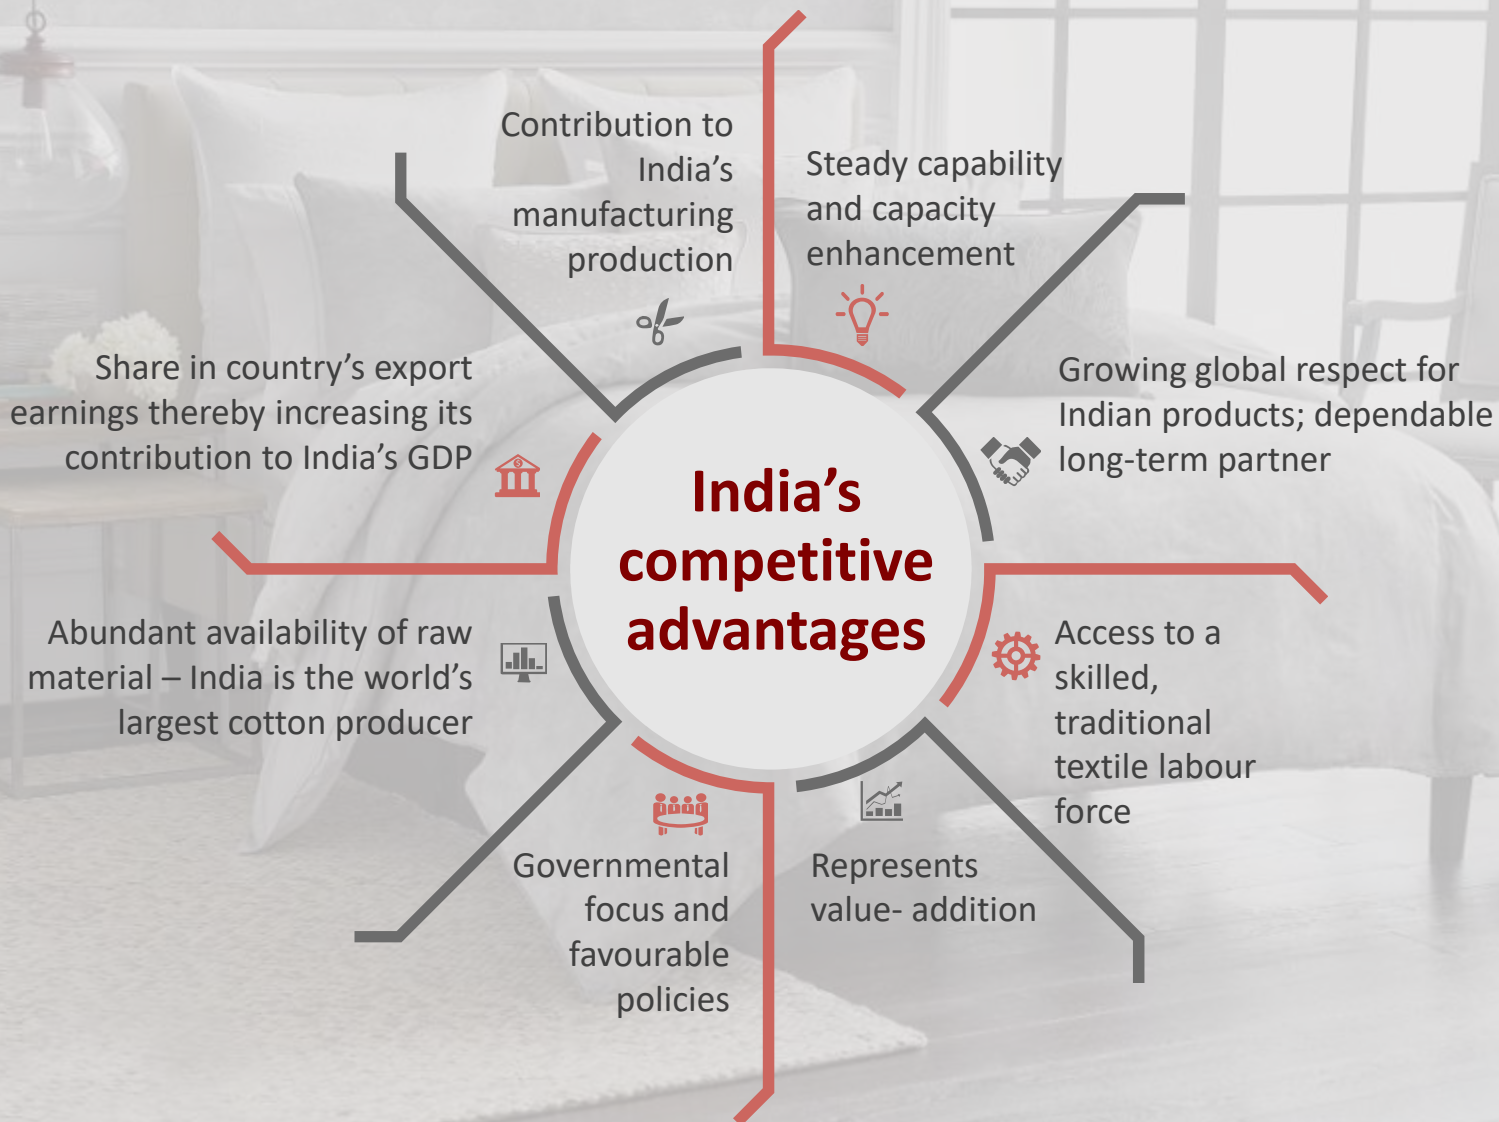 Contribution to
India’s
manufacturing
production
Steady capability
and capacity
enhancement
Growing global respect for
Indian products; dependable
long-term partner
Share in country’s export
earnings thereby increasing its
contribution to India’s GDP
India’s
competitive
advantages
Abundant availability of raw
material – India is the world’s
largest cotton producer
Access to a
skilled,
traditional
textile labour
force
Governmental
focus and
favourable
policies
Represents
value- addition